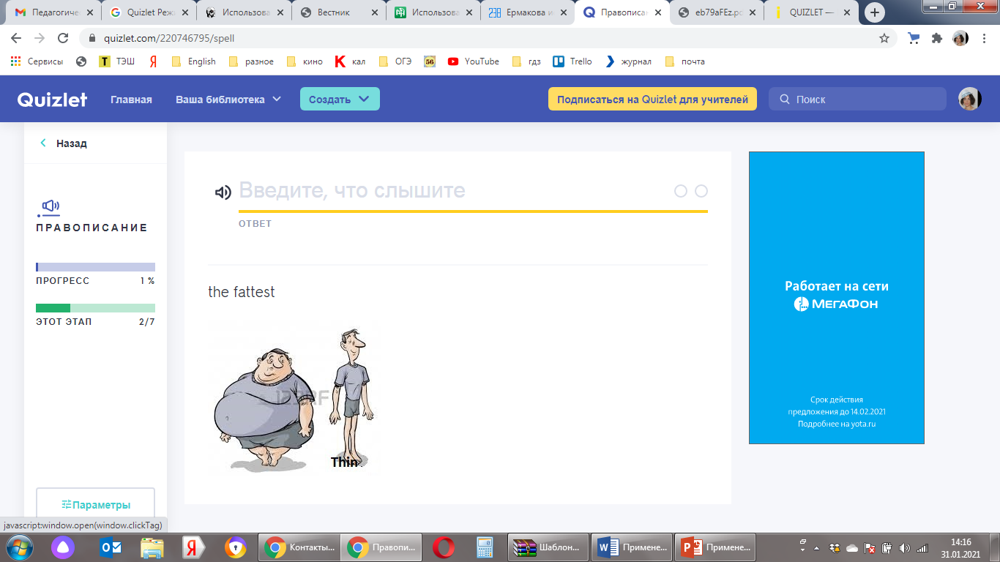 Педагогиче
Quizlet Реж
Использова
Вестник
Использова
Ермакова и
Правописан
eb79aFEz.pd
QUIZLET —
quizlet.com/220746795/spell
Сервисы
ТЭШ
English
разное
кино
кал
ОГЭ
56
YouTube
гдз
Trello
журнал
почта
Quizlet
Главная
Ваша библиотека
Создать
Подписаться на Quizlet для учителей
Поиск
Назад
ПРАВОПИСАНИЕ
ПРОГРЕСС 1 %
ЭТОТ ЭТАП 2/7
Параметры
javascript:window.open(window.clickTag)
Введите, что слышите
ОТВЕТ
the fattest
123RF
Thin
Работает на сети
МЕГАФОН
Срок действия
предложения до 14.02.2021
Подробнее на yota.ru
Контакты...
Правопи...
Шаблон...
Примене...
Примене...
14:16
31.01.2021